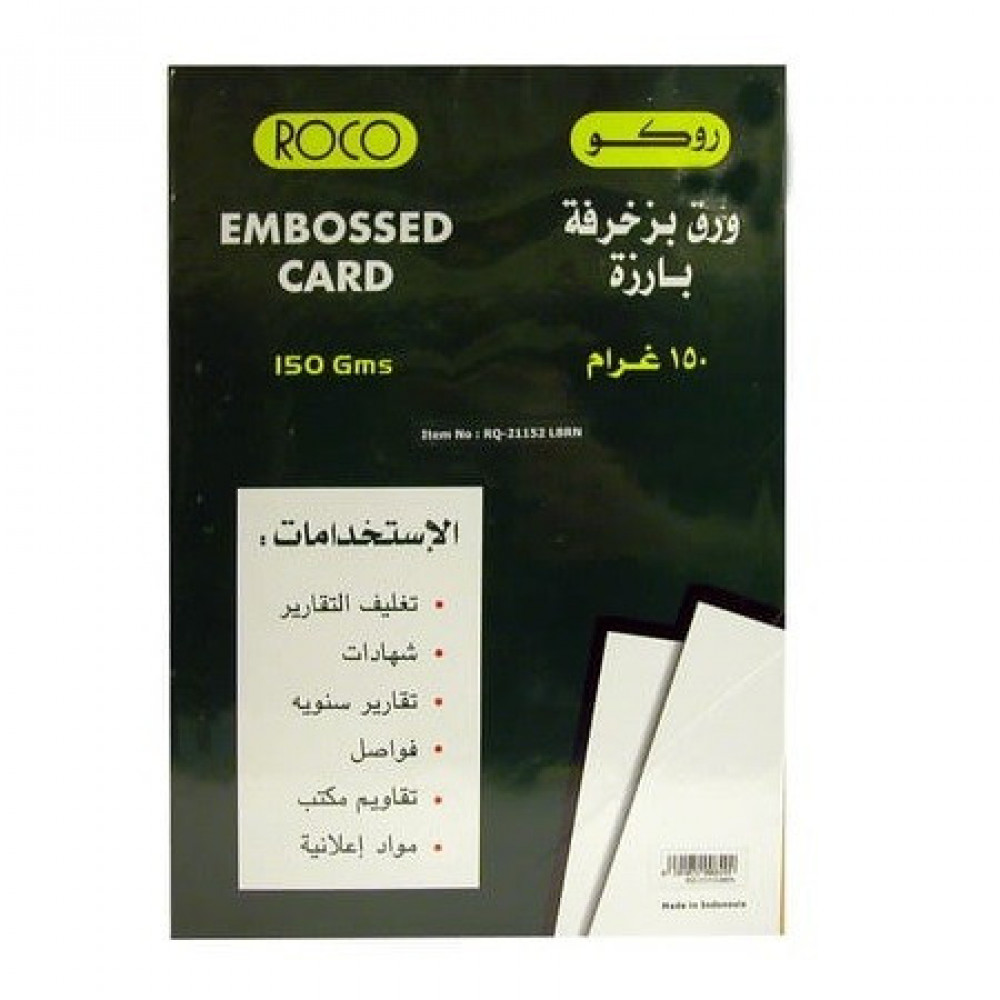 ROCO
روكو
EMBOSSED
CARD
ورق بزخرفة
بارزة
150 Gms
١٥٠ غرام
Item No : RQ-21152 LBRN
الإستخدامات :
• تغليف التقارير
• شهادات
• تقارير سنويه
• فواصل
• تقاويم مكتب
• مواد إعلانية
Made in Indonesia